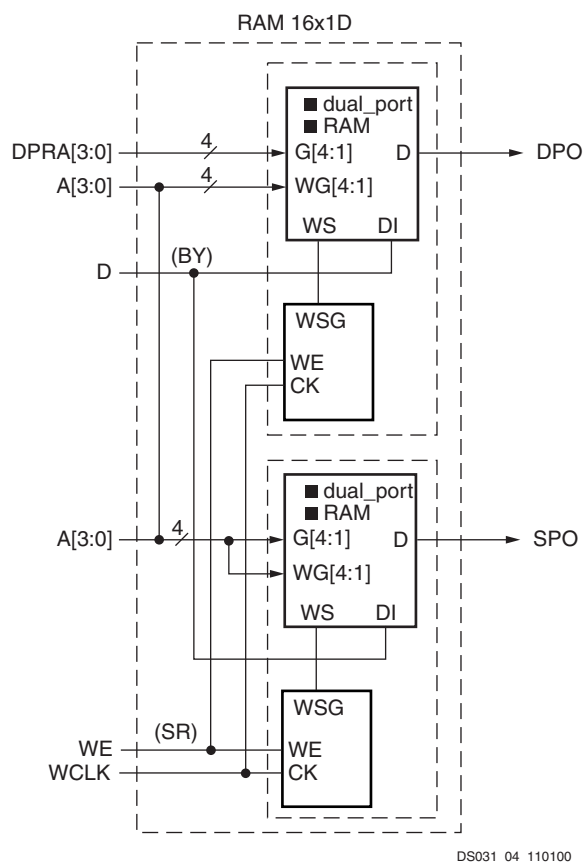 RAM 16x1D
dual_port
RAM
DPRA[3:0]
4
G[4:1]
D
DPO
A[3:0]
4
WG[4:1]
WS
DI
D
(BY)
WSG
WE
CK
dual_port
RAM
A[3:0]
4
G[4:1]
D
SPO
WG[4:1]
WS
DI
WSG
WE
(SR)
WE
WCLK
CK
DS031_04_110100